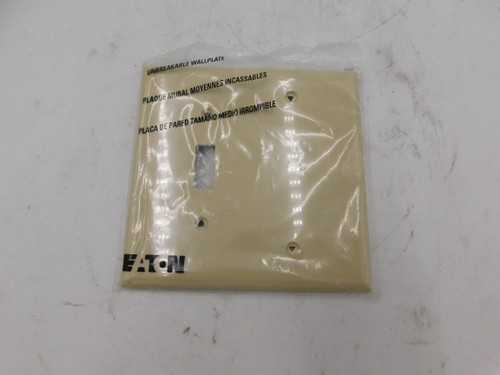 UNBREAKABLE WALLPLATE
PLAQUE MURAL MOYENNES INCASSABLES
PLACA DE PARED TAMAÑO MEDIO IRROMPIBLE
EATON